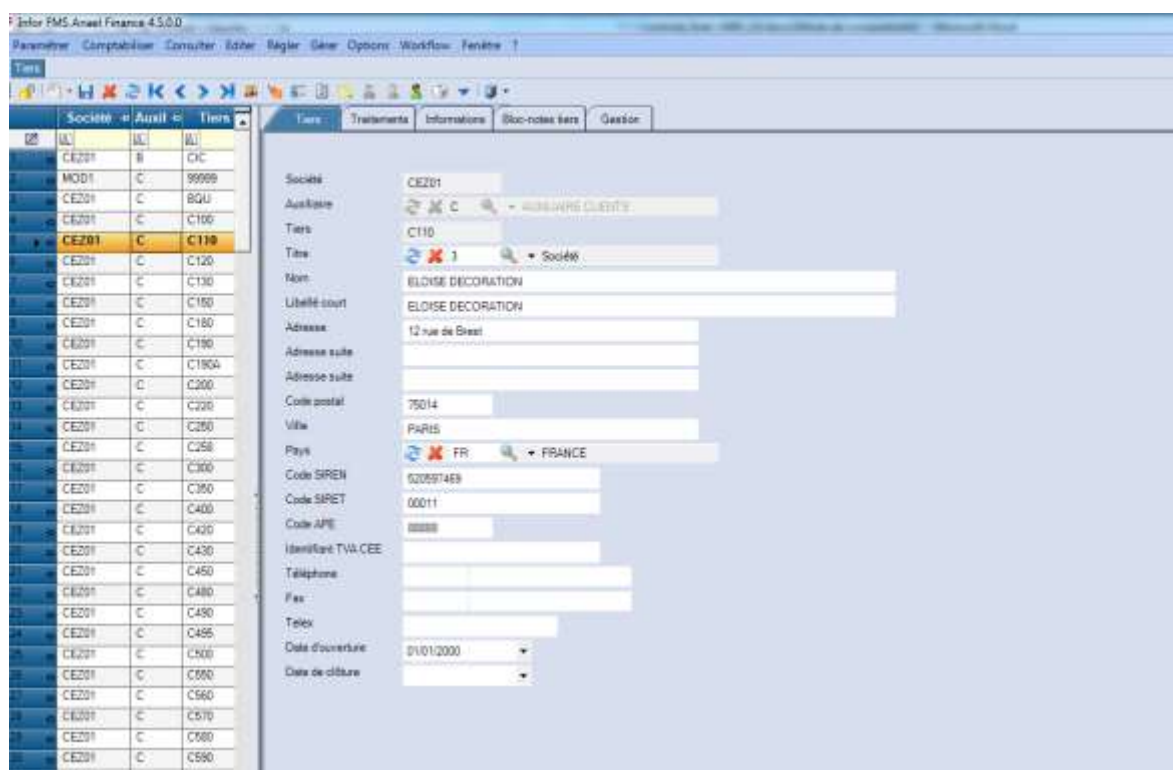 Infor FMS Anael Finance 4.5.0.0
Paramétrer Comptabiliser Consulter Editer Régler Gérer Options Workflow Fenêtre ?
Tiers
Société Auxil Tiers
Tiers Traitements Informations Bloc-notes tiers Gestion
CEZ01 B CIC
MOD1 C 99999
CEZ01 C BQU
CEZ01 C C100
CEZ01 C C110
CEZ01 C C120
CEZ01 C C130
CEZ01 C C150
CEZ01 C C180
CEZ01 C C190
CEZ01 C C190A
CEZ01 C C200
CEZ01 C C220
CEZ01 C C250
CEZ01 C C258
CEZ01 C C300
CEZ01 C C350
CEZ01 C C400
CEZ01 C C420
CEZ01 C C430
CEZ01 C C450
CEZ01 C C480
CEZ01 C C490
CEZ01 C C495
CEZ01 C C500
CEZ01 C C550
CEZ01 C C560
CEZ01 C C570
CEZ01 C C580
CEZ01 C C590
Société CEZ01
Auxiliaire C AUXILIAIRE CLIENTS
Tiers C110
Titre 3 Société
Nom ELOISE DECORATION
Libellé court ELOISE DECORATION
Adresse 12 rue de Brest
Adresse suite
Adresse suite
Code postal 75014
Ville PARIS
Pays FR FRANCE
Code SIREN 520597469
Code SIRET 00011
Code APE
Identifiant TVA CEE
Téléphone
Fax
Telex
Date d'ouverture 01/01/2000
Date de clôture